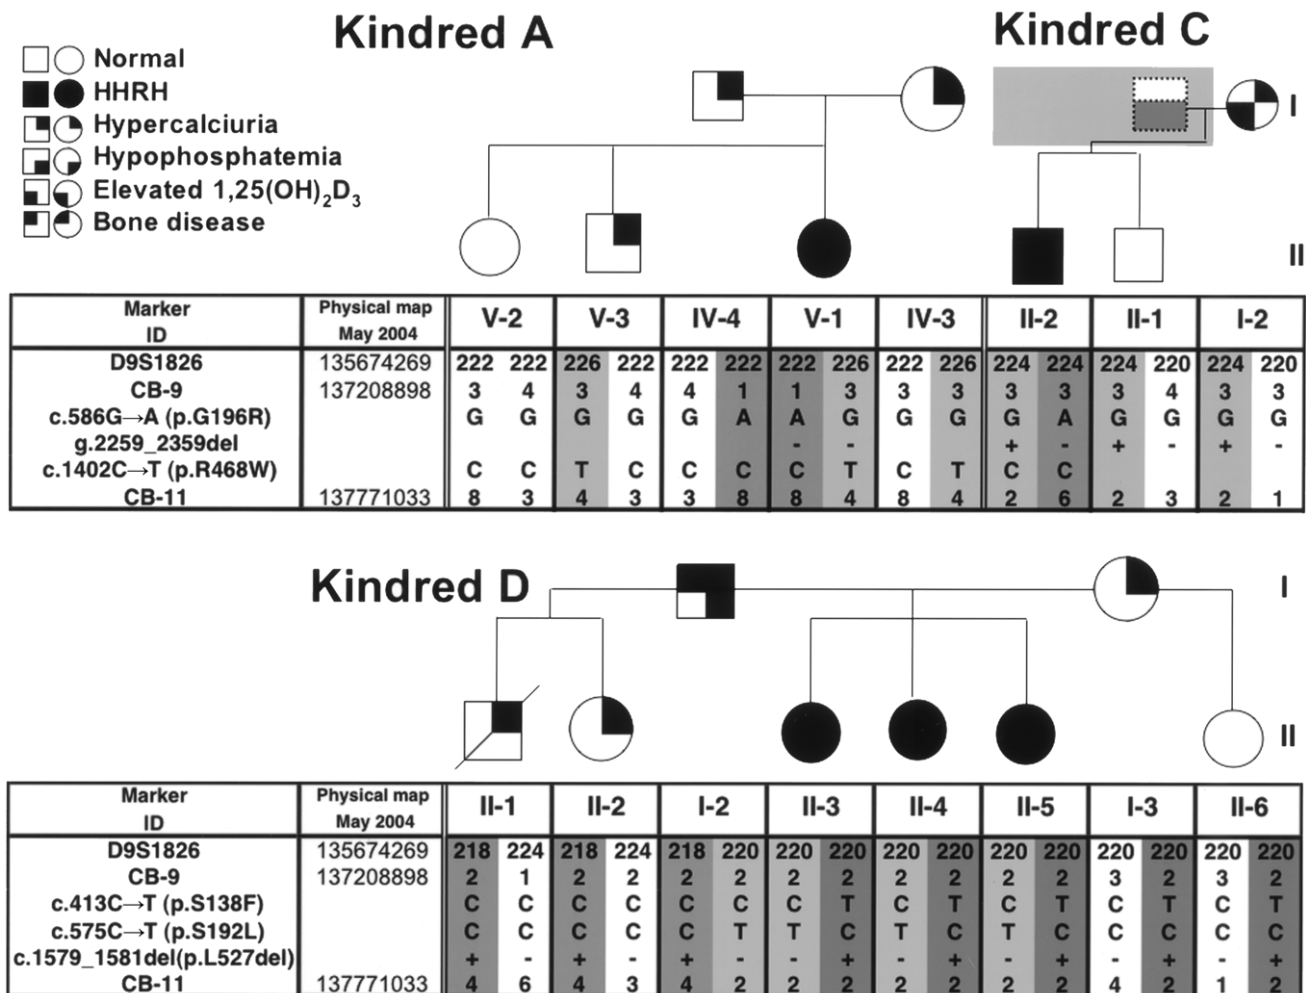 Kindred A
Kindred C
Normal
HHRH
Hypercalciuria
Hypophosphatemia
Elevated 1,25(OH)2D3
Bone disease
I
II
Marker ID Physical map May 2004 V-2 V-3 IV-4 V-1 IV-3 II-2 II-1 I-2
D9S1826 135674269 222 222 226 222 222 222 222 226 222 226 224 224 224 220 224 220
CB-9 137208898 3 4 3 4 4 1 1 3 3 3 3 3 3 4 3 3
c.586G→A (p.G196R) G G G G G A A G G G G A G G G G
g.2259_2359del - - + - + - + -
c.1402C→T (p.R468W) C C T C C C C T C T C C
CB-11 137771033 8 3 4 3 3 8 8 4 8 4 2 6 2 3 2 1
Kindred D
I
II
Marker ID Physical map May 2004 II-1 II-2 I-2 II-3 II-4 II-5 I-3 II-6
D9S1826 135674269 218 224 218 224 218 220 220 220 220 220 220 220 220 220 220 220
CB-9 137208898 2 1 2 2 2 2 2 2 2 2 2 2 3 2 3 2
c.413C→T (p.S138F) C C C C C C C T C T C T C T C T
c.575C→T (p.S192L) C C C C C T T C T C T C C C C C
c.1579_1581del(p.L527del) + - + - + - - + - + - + - + - +
CB-11 137771033 4 6 4 3 4 2 2 2 2 2 2 2 4 2 1 2